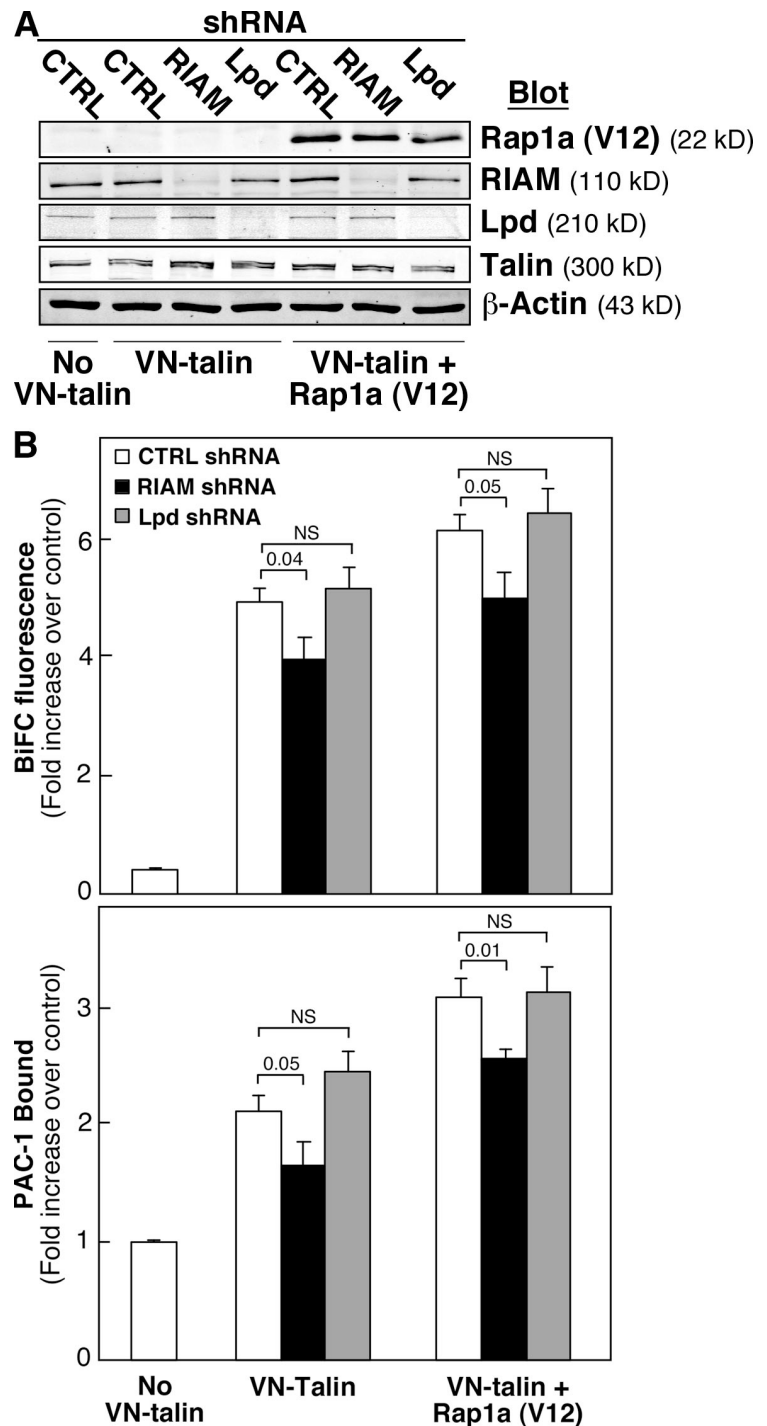 A
shRNA
CTRL CTRL RIAM Lpd CTRL RIAM Lpd
Blot
Rap1a (V12) (22 kD)
RIAM (110 kD)
Lpd (210 kD)
Talin (300 kD)
β-Actin (43 kD)
No
VN-talin
VN-talin
VN-talin +
Rap1a (V12)
B
CTRL shRNA
RIAM shRNA
Lpd shRNA
BiFC fluorescence
(Fold increase over control)
6
4
2
0
NS
0.04
NS
0.05
PAC-1 Bound
(Fold increase over control)
3
2
1
0
NS
0.05
NS
0.01
No
VN-talin
VN-Talin
VN-talin +
Rap1a (V12)